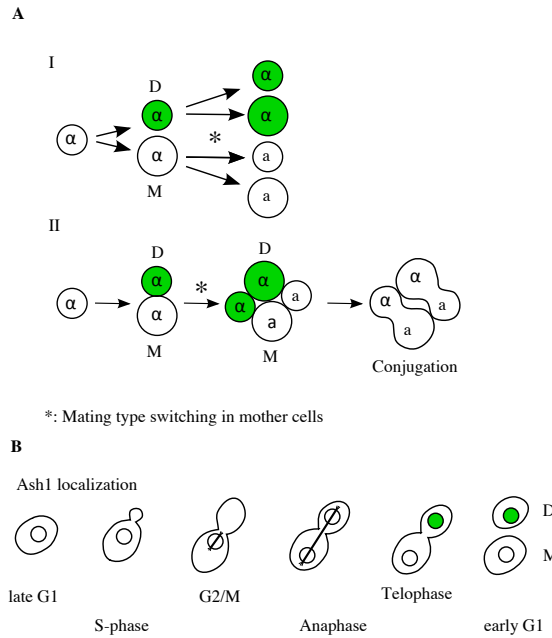 A
I
D
α
α
α
α
α
*
a
a
M
II
D
D
α
α
α
*
α
α
a
a
α
α
a
a
M
M
Conjugation
*: Mating type switching in mother cells
B
Ash1 localization
D
M
late G1
G2/M
Telophase
S-phase
Anaphase
early G1